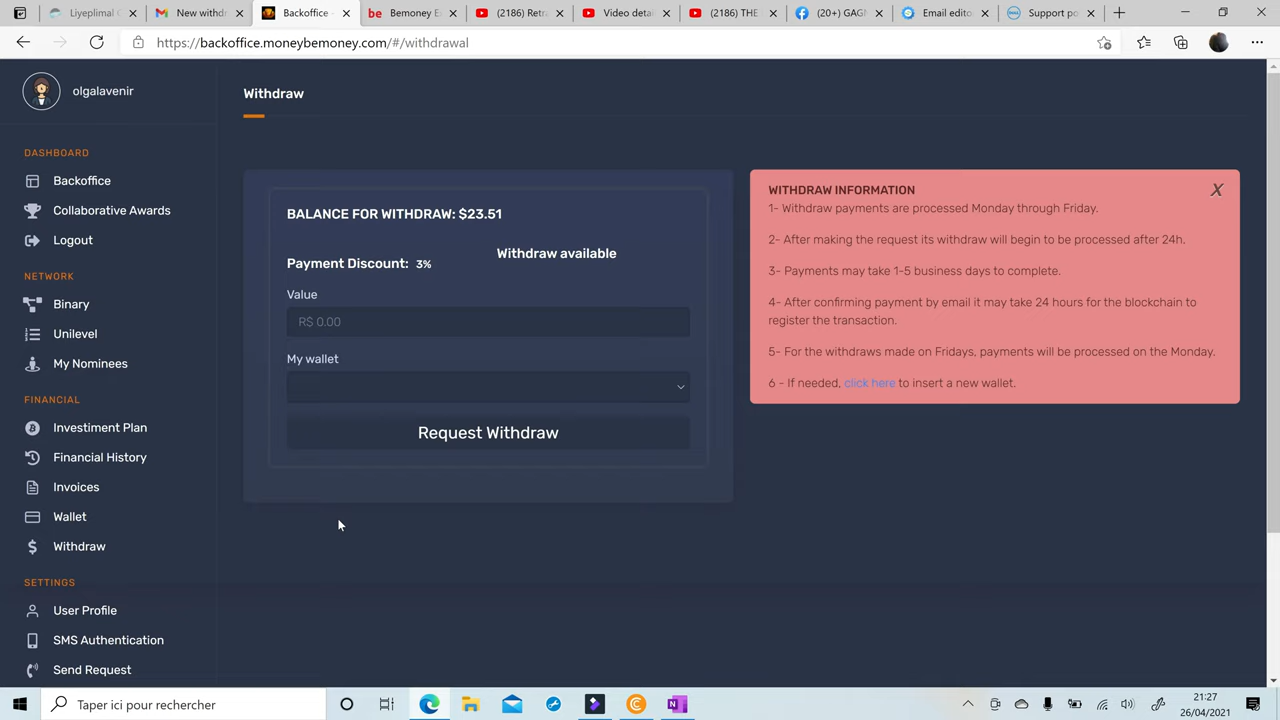 Liyeplimal C
New withdr
Backoffice -
Bemoney Ea
(2186) Retra
Video detai
(2186) THE
(20+) GAGN
Email edito
Support po
https://backoffice.moneybemoney.com/#/withdrawal
olgalavenir
DASHBOARD
Backoffice
Collaborative Awards
Logout
NETWORK
Binary
Unilevel
My Nominees
FINANCIAL
Investiment Plan
Financial History
Invoices
Wallet
Withdraw
SETTINGS
User Profile
SMS Authentication
Send Request
Withdraw
BALANCE FOR WITHDRAW: $23.51
Withdraw available
Payment Discount: 3%
Value
R$ 0.00
My wallet
Request Withdraw
WITHDRAW INFORMATION
X
1- Withdraw payments are processed Monday through Friday.
2- After making the request its withdraw will begin to be processed after 24h.
3- Payments may take 1-5 business days to complete.
4- After confirming payment by email it may take 24 hours for the blockchain to
register the transaction.
5- For the withdraws made on Fridays, payments will be processed on the Monday.
6 - If needed, click here to insert a new wallet.
Taper ici pour rechercher
21:27
26/04/2021